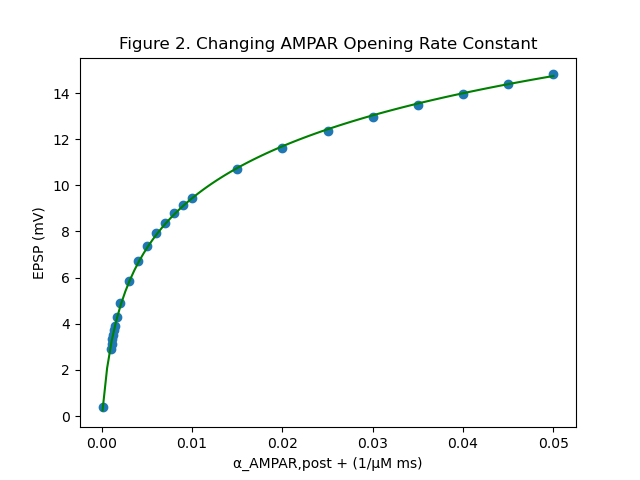 Figure 2. Changing AMPAR Opening Rate Constant
14
12
10
8
6
4
2
0
EPSP (mV)
0.00 0.01 0.02 0.03 0.04 0.05
α_AMPAR,post + (1/μM ms)